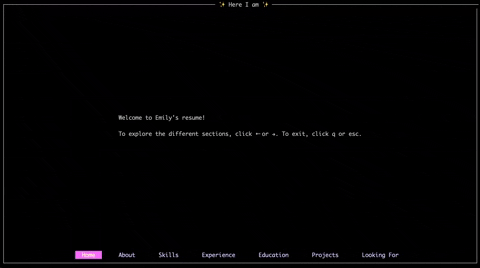 ✨ Here I am ✨
Welcome to Emily's resume!
To explore the different sections, click ← or →. To exit, click q or esc.
Home About Skills Experience Education Projects Looking For